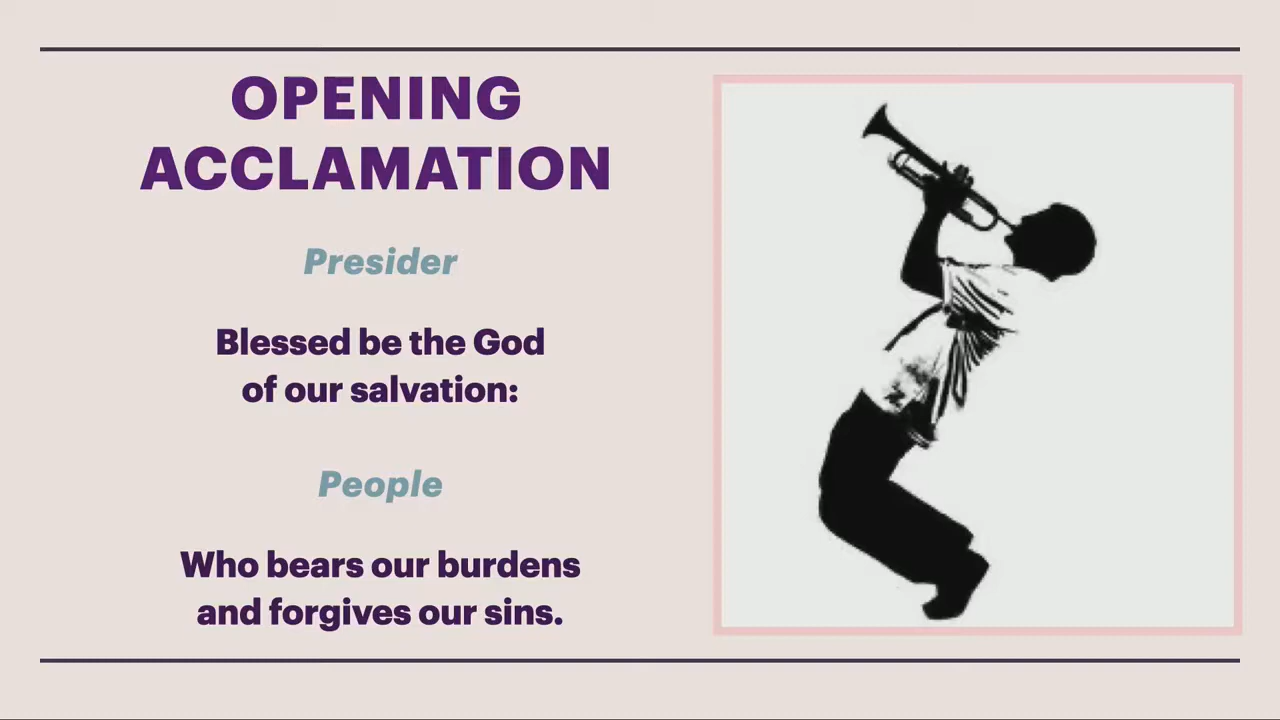 OPENING
ACCLAMATION
Presider
Blessed be the God
of our salvation:
People
Who bears our burdens
and forgives our sins.